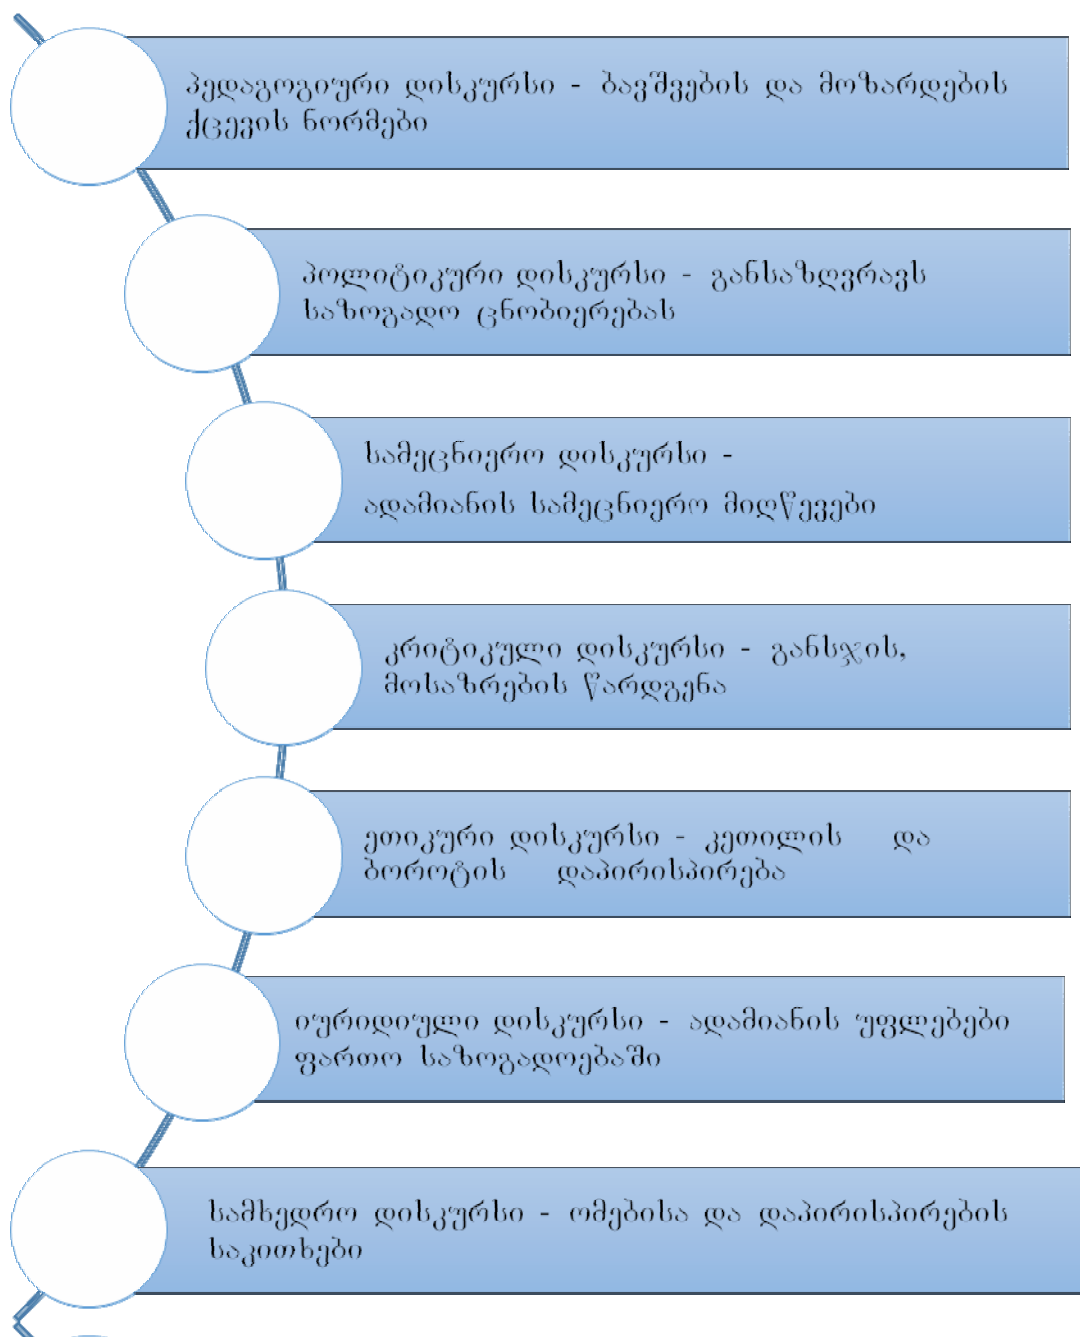 პედაგოგიური დისკურსი - ბავშვების და მოზარდების
ქცევის ნორმები
პოლიტიკური დისკურსი - განსაზღვრავს
საზოგადო ცნობიერებას
სამეცნიერო დისკურსი -
ადამიანის სამეცნიერო მიღწევები
კრიტიკული დისკურსი - განსჯის,
მოსაზრების წარდგენა
ეთიკური დისკურსი - კეთილის და
ბოროტის დაპირისპირება
იურიდიული დისკურსი - ადამიანის უფლებები
ფართო საზოგადოებაში
სამხედრო დისკურსი - ომებისა და დაპირისპირების
საკითხები